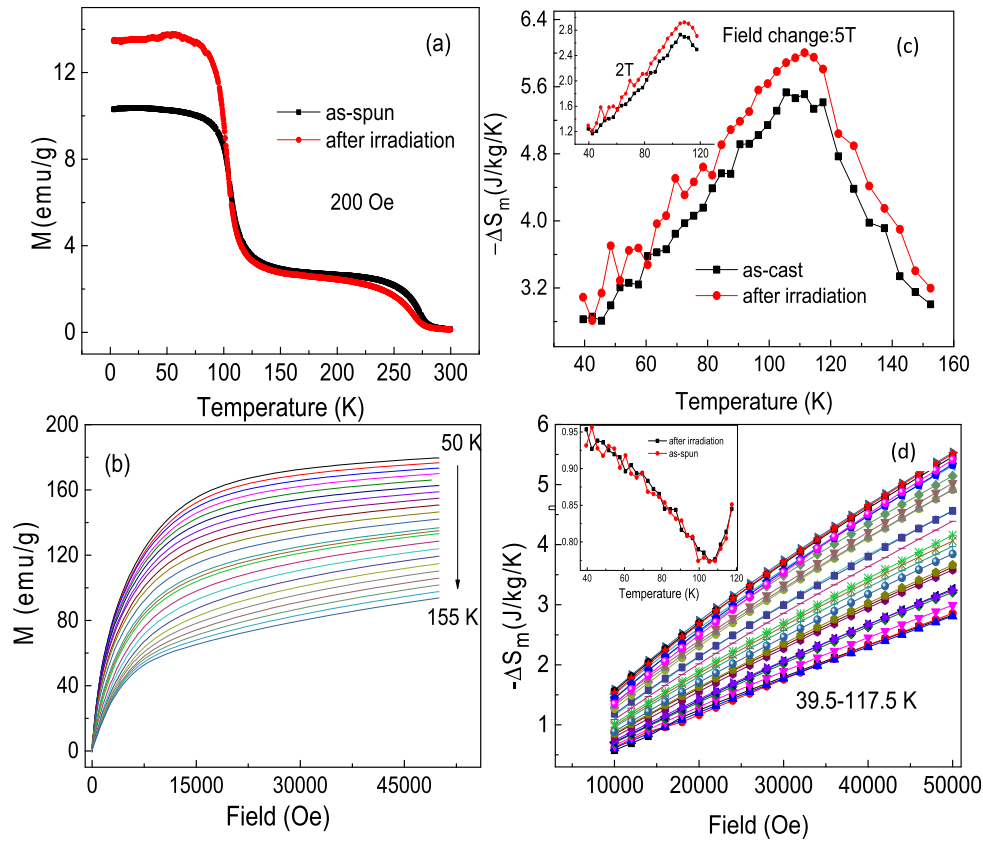 (a)
12
8
4
0
M (emu/g)
as-spun
after irradiation
200 Oe
0
50
100
150
200
250
300
Temperature (K)
(c)
Field change:5T
6.4
5.6
4.8
4.0
3.2
−ΔSm(J/kg/K)
2.8
2.4
2.0
1.6
1.2
2T
40
80
120
as-cast
after irradiation
40
60
80
100
120
140
160
Temperature (K)
(b)
200
160
120
80
40
0
M (emu/g)
50 K
155 K
0
15000
30000
45000
Field (Oe)
(d)
6
5
4
3
2
1
-ΔSm(J/kg/K)
0.95
0.90
0.85
0.80
n
after irradiation
as-spun
40
60
80
100
120
Temperature (K)
39.5-117.5 K
10000
20000
30000
40000
50000
Field (Oe)